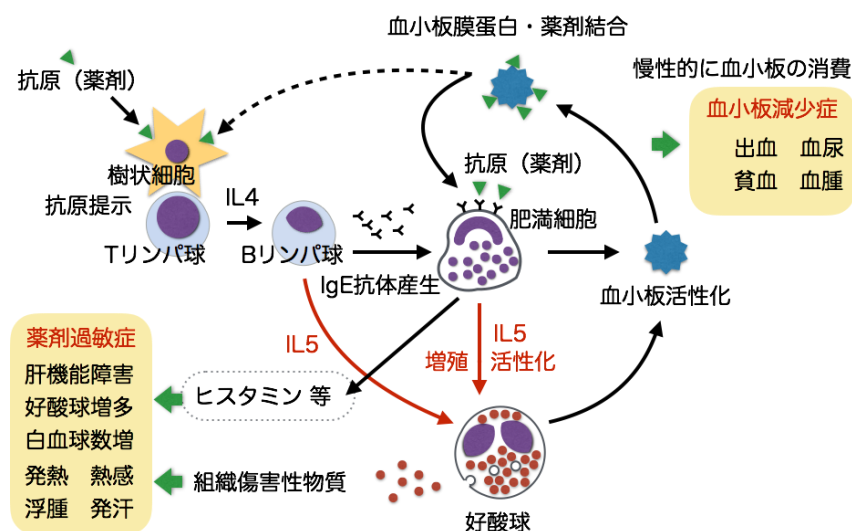 血小板膜蛋白・薬剤結合
慢性的に血小板の消費
抗原（薬剤）
血小板減少症
出血 血尿
貧血 血腫
樹状細胞
抗原（薬剤）
抗原提示
IL4
肥満細胞
Tリンパ球
Bリンパ球
IgE抗体産生
血小板活性化
薬剤過敏症
肝機能障害
好酸球増多
白血球数増
発熱 熱感
浮腫 発汗
IL5
増殖
IL5
活性化
ヒスタミン 等
組織傷害性物質
好酸球